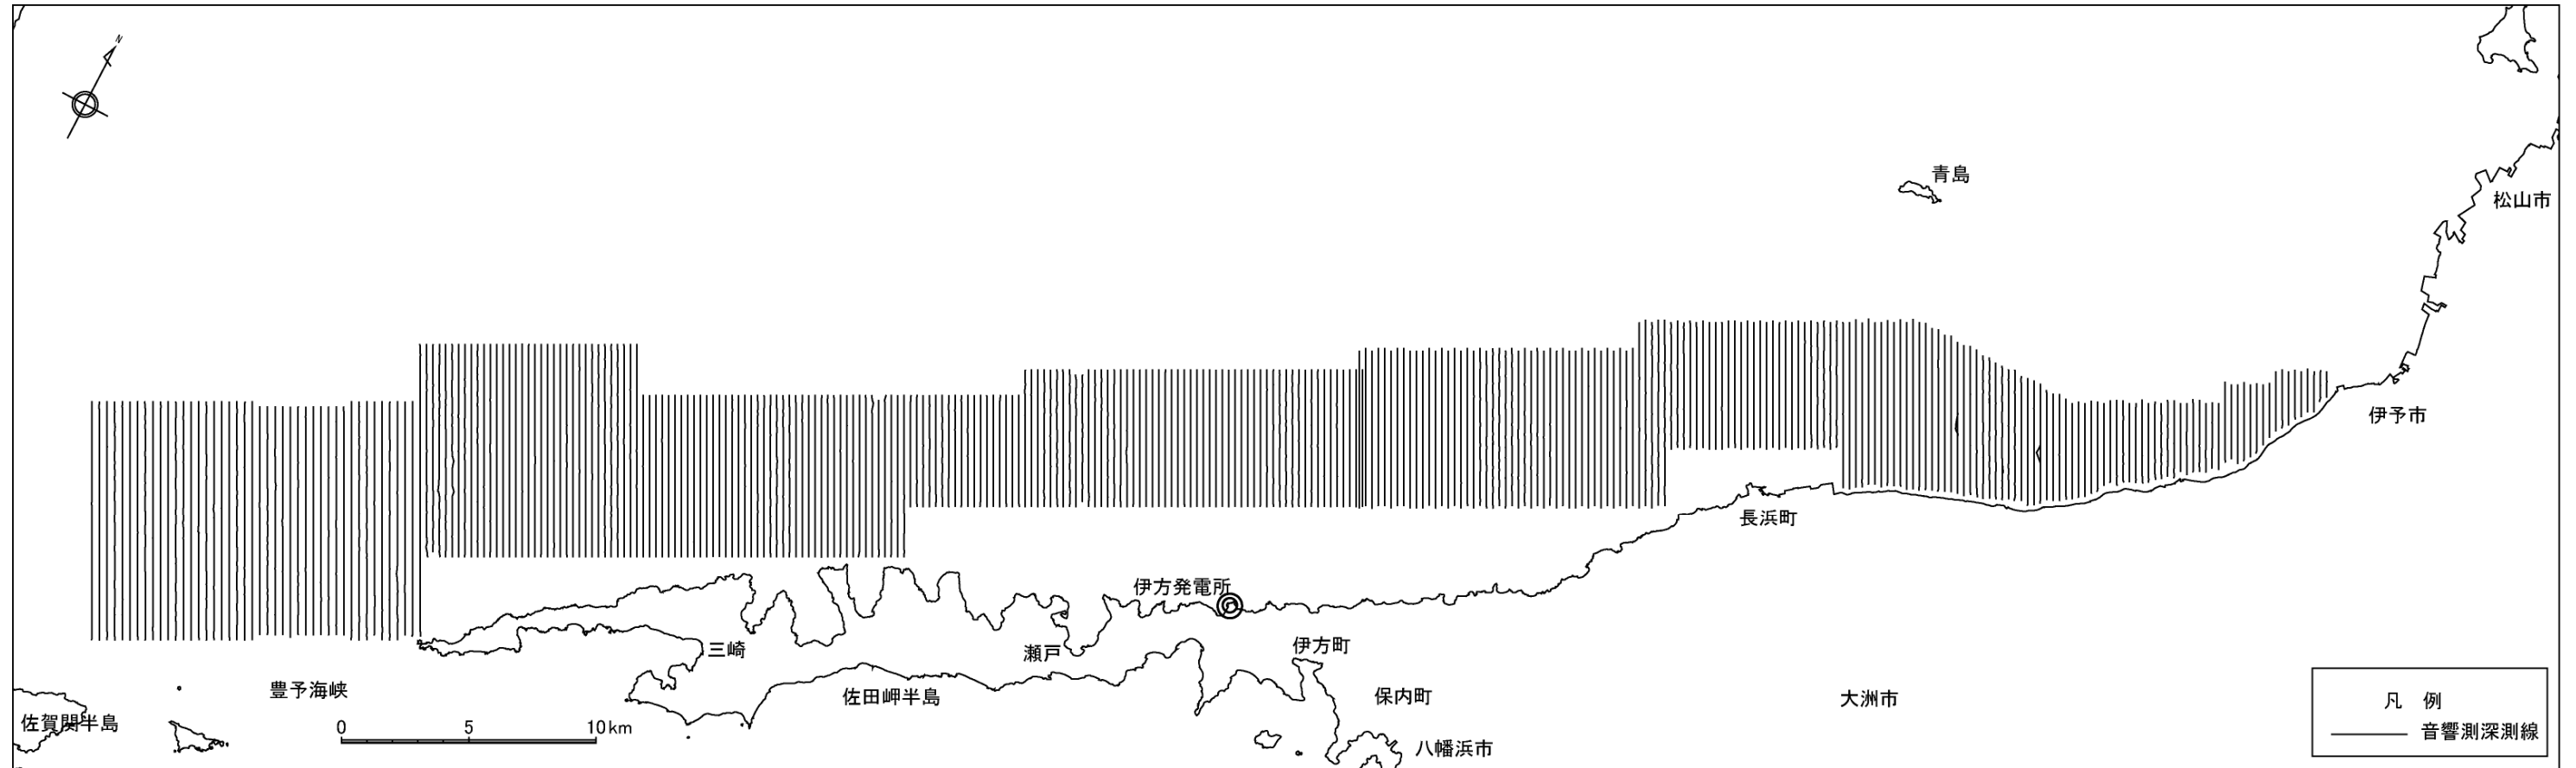 N
青島
松山市
伊予市
長浜町
伊方発電所
三崎
瀬戸
伊方町
豊予海峡
佐田岬半島
保内町
大洲市
佐賀関半島
0 5 10km
八幡浜市
凡 例
音響測深測線